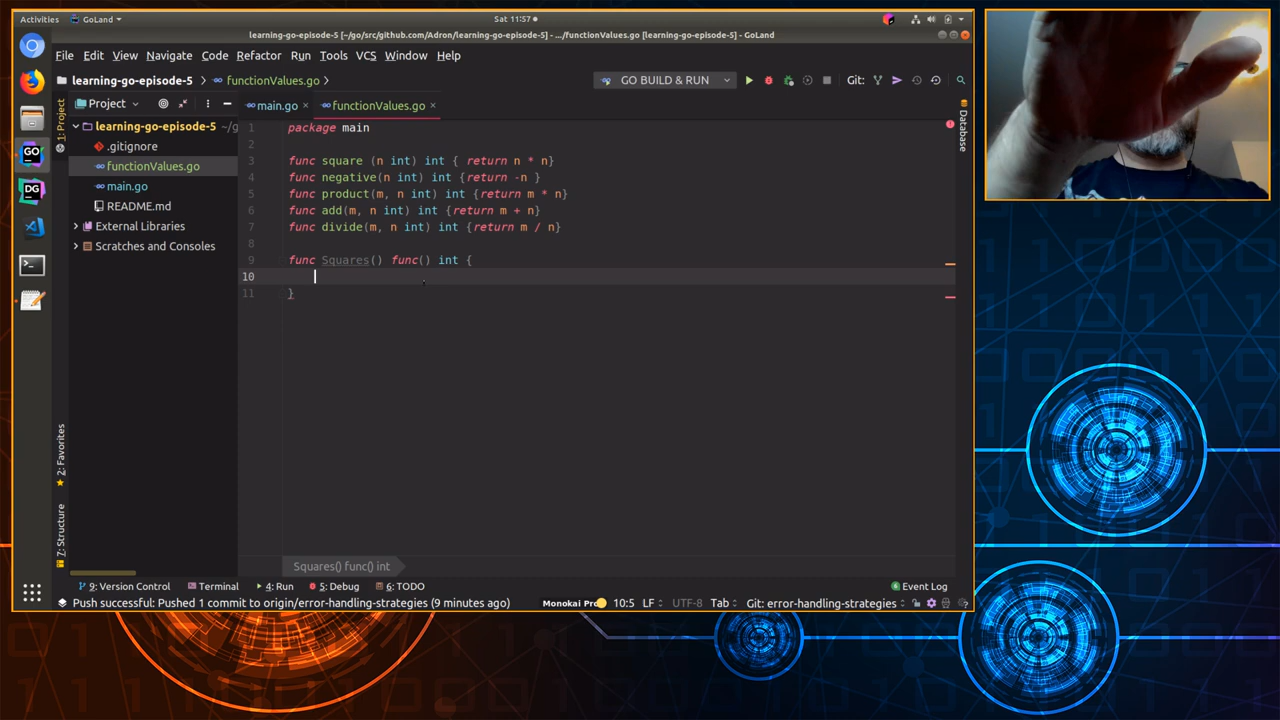 Activities
GoLand
Sat 11:57
learning-go-episode-5 [~/go/src/github.com/Adron/learning-go-episode-5] - .../functionValues.go [learning-go-episode-5] - GoLand
File Edit View Navigate Code Refactor Run Tools VCS Window Help
learning-go-episode-5 functionValues.go
GO BUILD & RUN
Git:
1: Project
Project
main.go
functionValues.go
Database
learning-go-episode-5 ~/g
.gitignore
functionValues.go
main.go
README.md
External Libraries
Scratches and Consoles
1 package main
2
3 func square (n int) int { return n * n}
4 func negative(n int) int {return -n }
5 func product(m, n int) int {return m * n}
6 func add(m, n int) int {return m + n}
7 func divide(m, n int) int {return m / n}
8
9 func Squares() func() int {
10
11 }
2: Favorites
7: Structure
Squares() func() int
9: Version Control Terminal 4: Run 5: Debug 6: TODO Event Log
Push successful: Pushed 1 commit to origin/error-handling-strategies (9 minutes ago)
Monokai Pro 10:5 LF UTF-8 Tab Git: error-handling-strategies
GO
DG